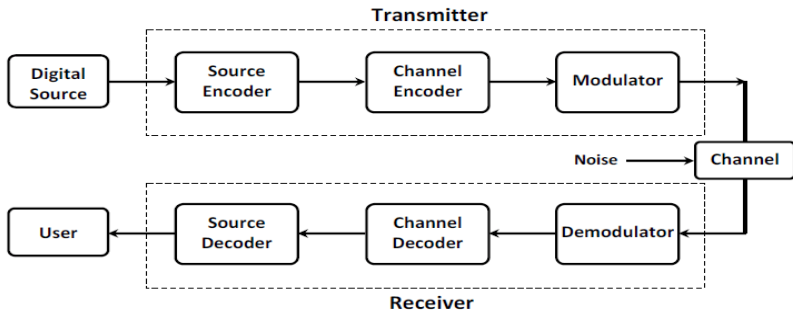 Transmitter
Digital
Source
Source
Encoder
Channel
Encoder
Modulator
Noise
Channel
User
Source
Decoder
Channel
Decoder
Demodulator
Receiver